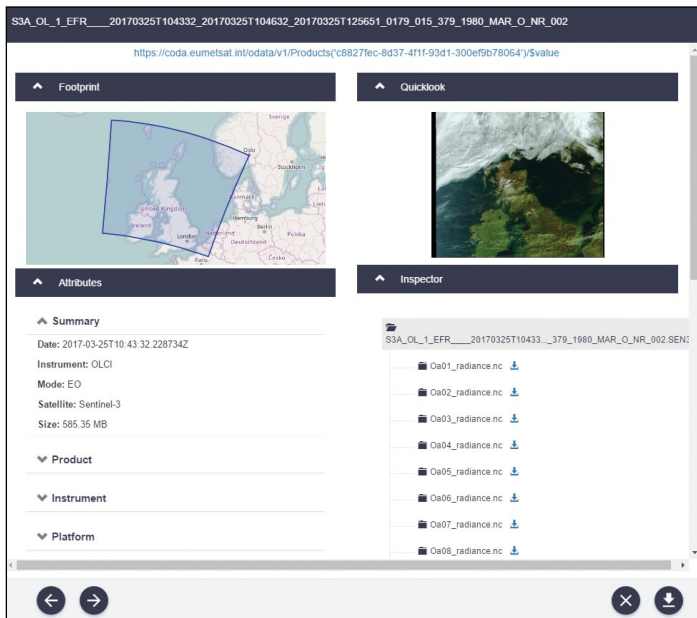 S3A_OL_1_EFR____20170325T104332_20170325T104632_OL_20170325T125651_0179_015_379_1980_MAR_O_NR_002
https://coda.eumetsat.int/odata/v1/Products('c8827fec-8d37-4f1f-93d1-300ef9b78064')/$value
Footprint
Sverige
Oslo
Stockholm
Danmark
United Kingdom
Ireland
Hamburg
London
Nederland
Berlin
Polska
Deutschland
Paris
Česko
Quicklook
Attributes
Summary
Date: 2017-03-25T10:43:32.228734Z
Instrument: OLCI
Mode: EO
Satellite: Sentinel-3
Size: 585.35 MB
Product
Instrument
Platform
Inspector
S3A_OL_1_EFR____20170325T10433..._379_1980_MAR_O_NR_002.SEN3
Oa01_radiance.nc
Oa02_radiance.nc
Oa03_radiance.nc
Oa04_radiance.nc
Oa05_radiance.nc
Oa06_radiance.nc
Oa07_radiance.nc
Oa08_radiance.nc